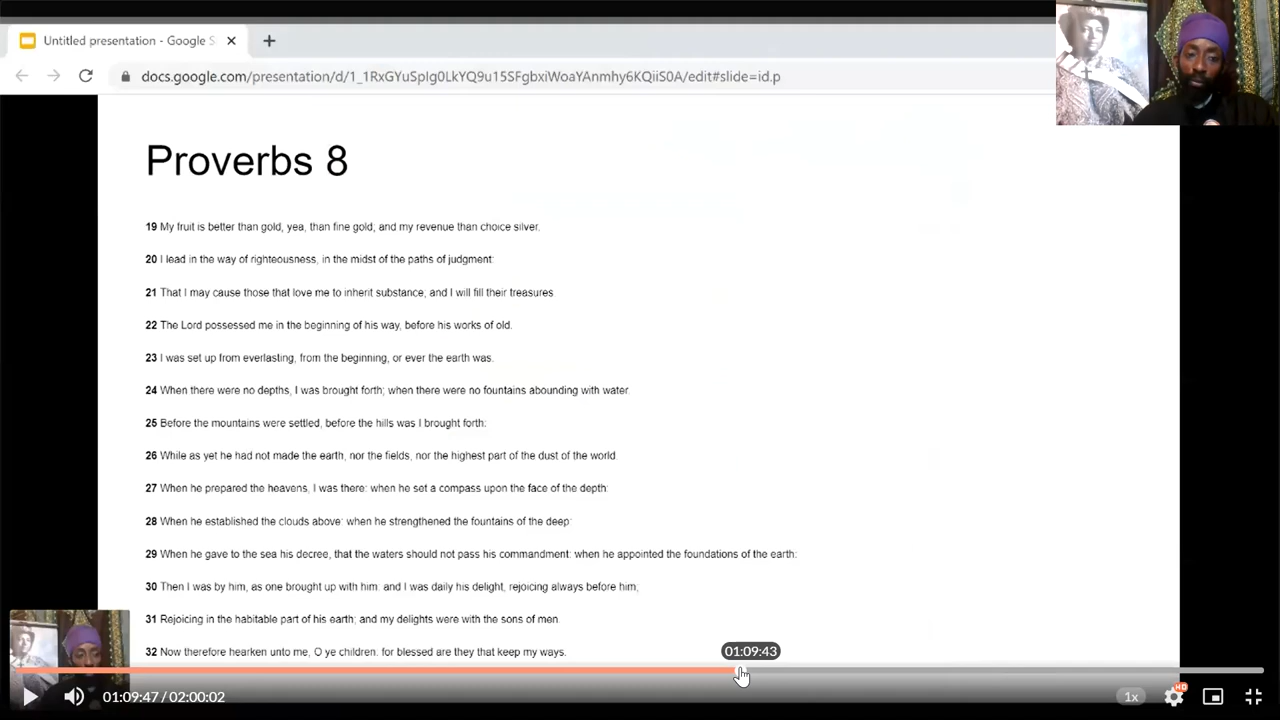 Untitled presentation - Google S
docs.google.com/presentation/d/1_1RxGYuSpIg0LkYQ9u15SFgbxiWoaYAnmhy6KQiiS0A/edit#slide=id.p
Proverbs 8
19 My fruit is better than gold, yea, than fine gold; and my revenue than choice silver.
20 I lead in the way of righteousness, in the midst of the paths of judgment:
21 That I may cause those that love me to inherit substance; and I will fill their treasures.
22 The Lord possessed me in the beginning of his way, before his works of old.
23 I was set up from everlasting, from the beginning, or ever the earth was.
24 When there were no depths, I was brought forth; when there were no fountains abounding with water.
25 Before the mountains were settled, before the hills was I brought forth:
26 While as yet he had not made the earth, nor the fields, nor the highest part of the dust of the world.
27 When he prepared the heavens, I was there: when he set a compass upon the face of the depth:
28 When he established the clouds above: when he strengthened the fountains of the deep:
29 When he gave to the sea his decree, that the waters should not pass his commandment: when he appointed the foundations of the earth:
30 Then I was by him, as one brought up with him: and I was daily his delight, rejoicing always before him;
31 Rejoicing in the habitable part of his earth; and my delights were with the sons of men.
32 Now therefore hearken unto me, O ye children: for blessed are they that keep my ways.
01:09:43
01:09:47 / 02:00:02
1x
HD